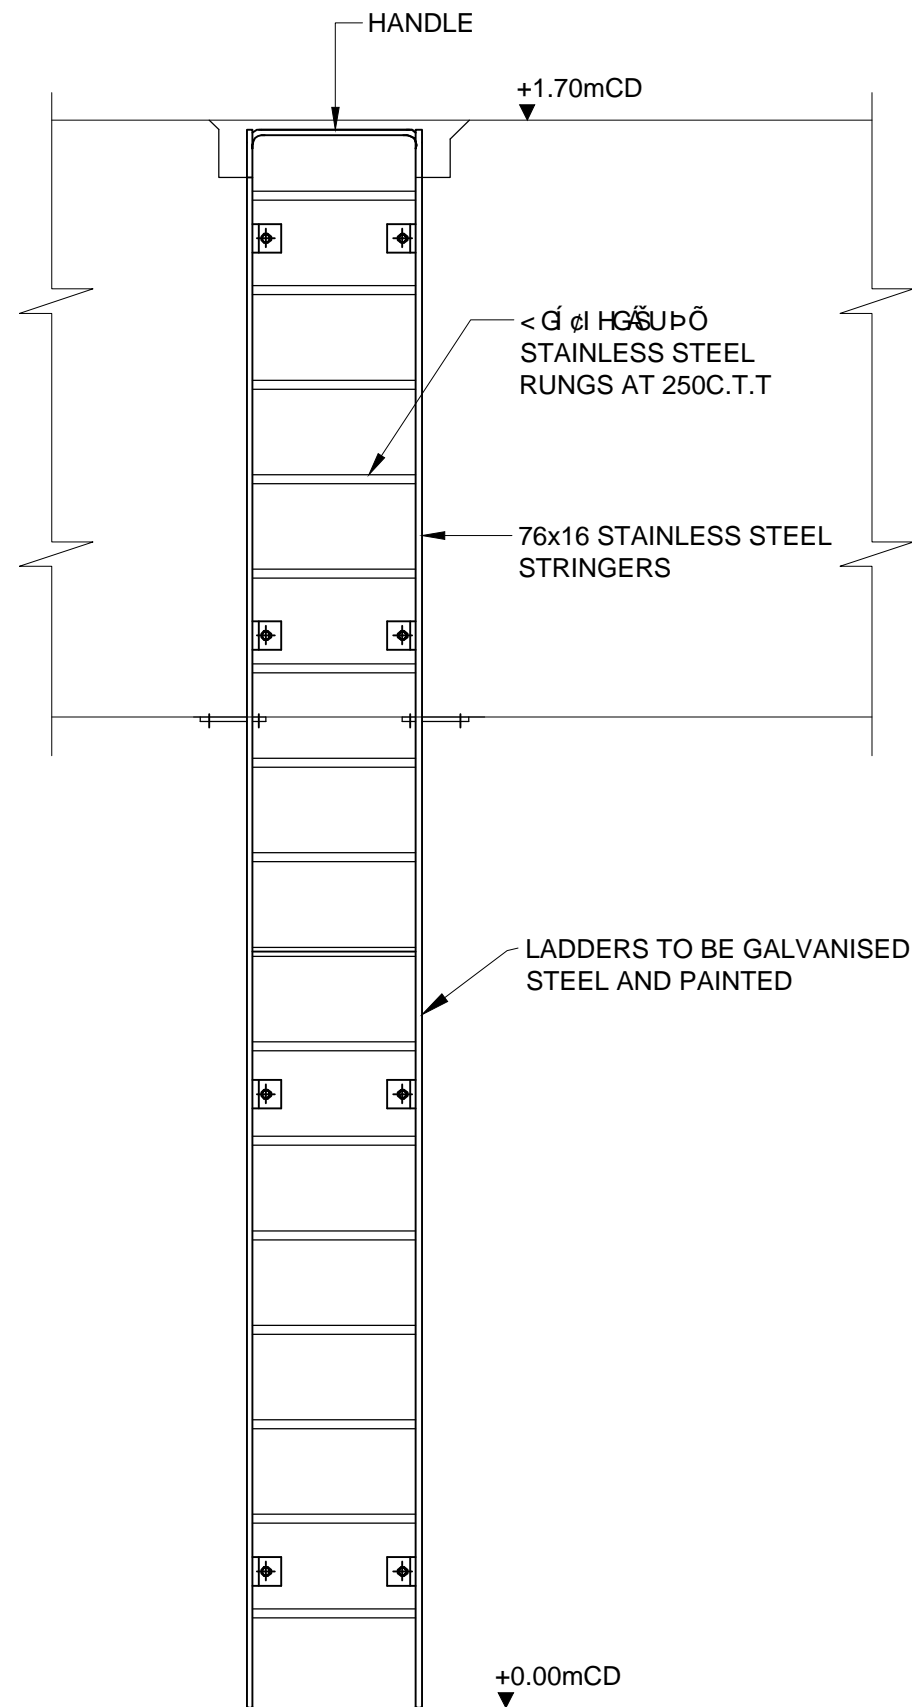 HANDLE
+1.70mCD
STAINLESS STEEL
RUNGS AT 250C.T.T
76x16 STAINLESS STEEL
STRINGERS
LADDERS TO BE GALVANISED
STEEL AND PAINTED
+0.00mCD